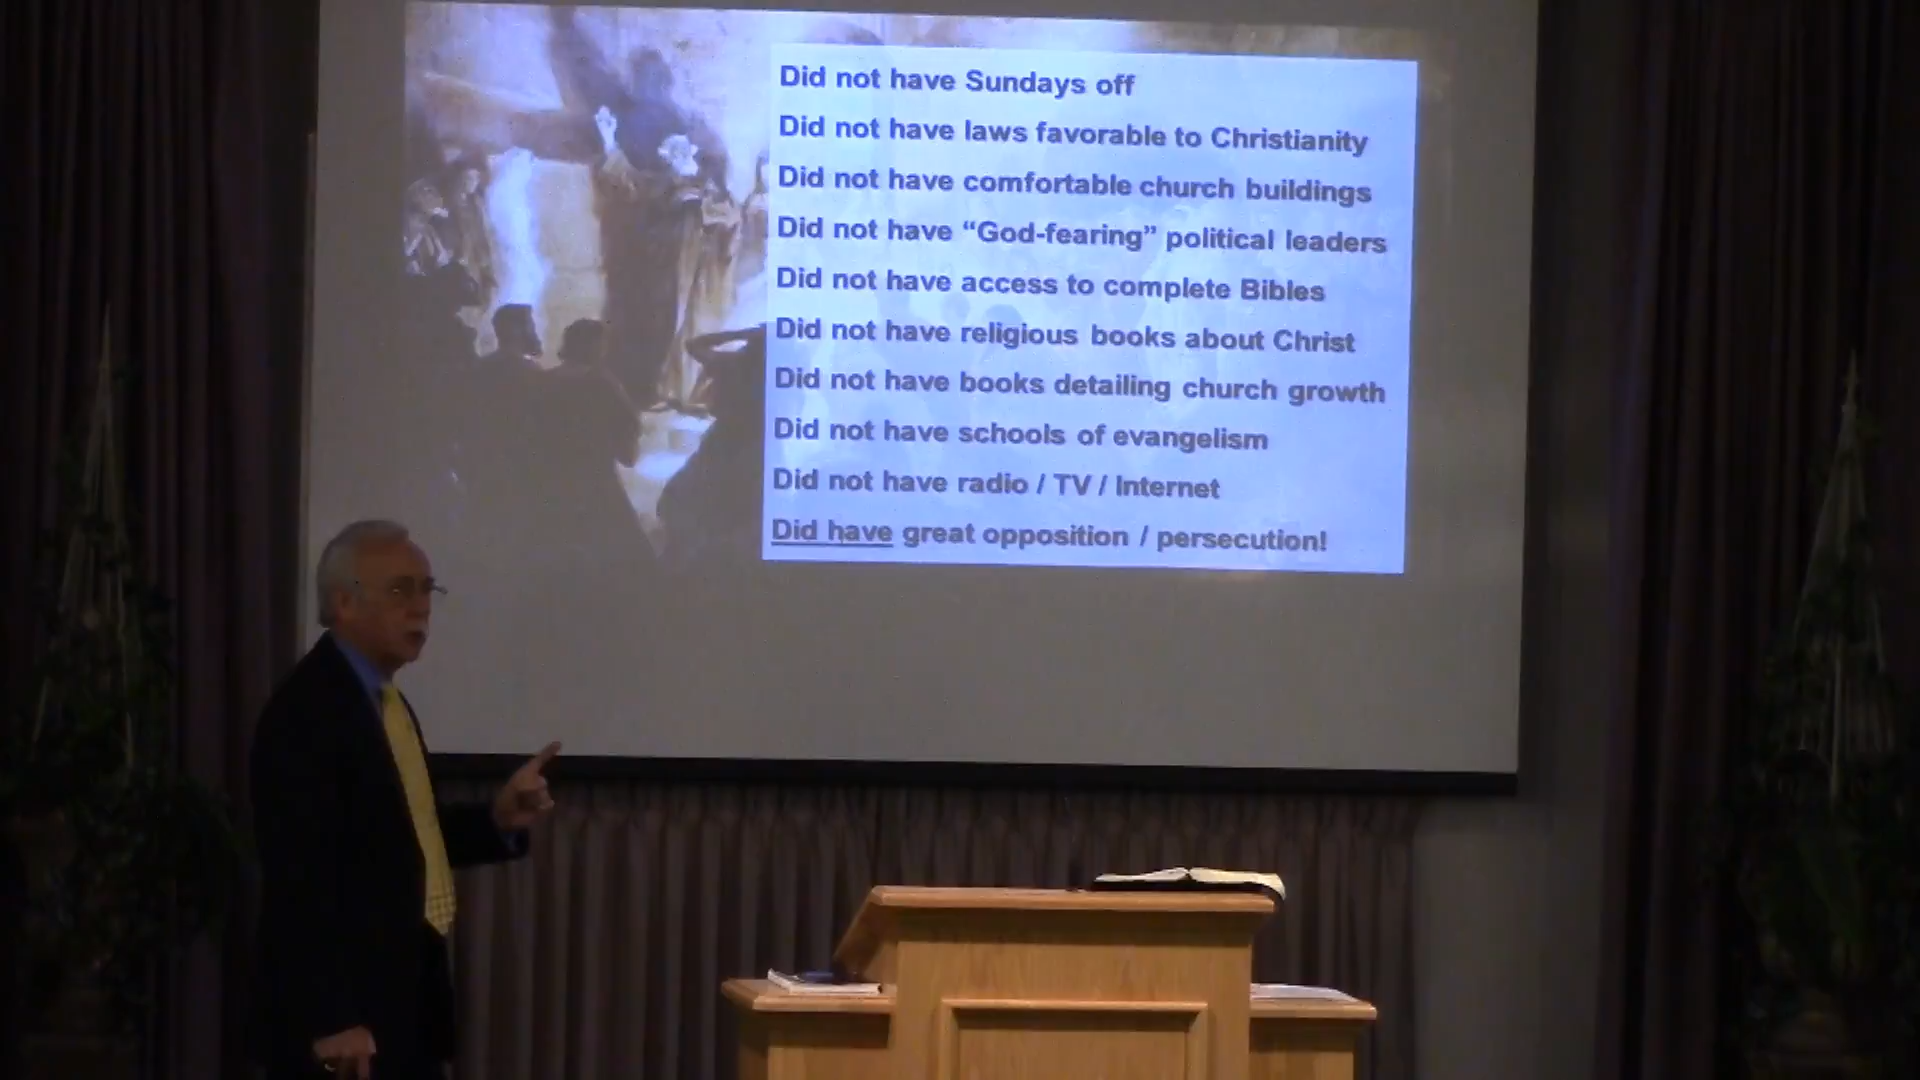 Did not have Sundays off
Did not have laws favorable to Christianity
Did not have comfortable church buildings
Did not have “God-fearing” political leaders
Did not have access to complete Bibles
Did not have religious books about Christ
Did not have books detailing church growth
Did not have schools of evangelism
Did not have radio / TV / Internet
Did have great opposition / persecution!